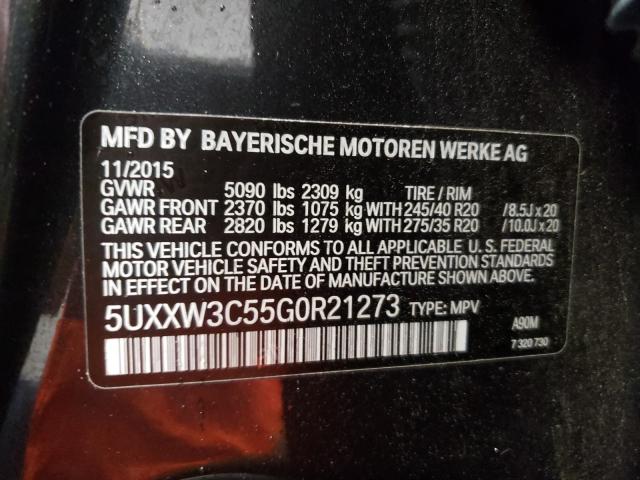 MFD BY BAYERISCHE MOTOREN WERKE AG
11/2015
GVWR 5090 lbs 2309 kg TIRE / RIM
GAWR FRONT 2370 lbs 1075 kg WITH 245/40 R20 / 8.5J x 20
GAWR REAR 2820 lbs 1279 kg WITH 275/35 R20 / 10.0J x 20
THIS VEHICLE CONFORMS TO ALL APPLICABLE U. S. FEDERAL
MOTOR VEHICLE SAFETY AND THEFT PREVENTION STANDARDS
IN EFFECT ON THE DATE OF MANUFACTURE SHOWN ABOVE.
5UXXW3C55G0R21273 TYPE: MPV
A90M
7 320 730